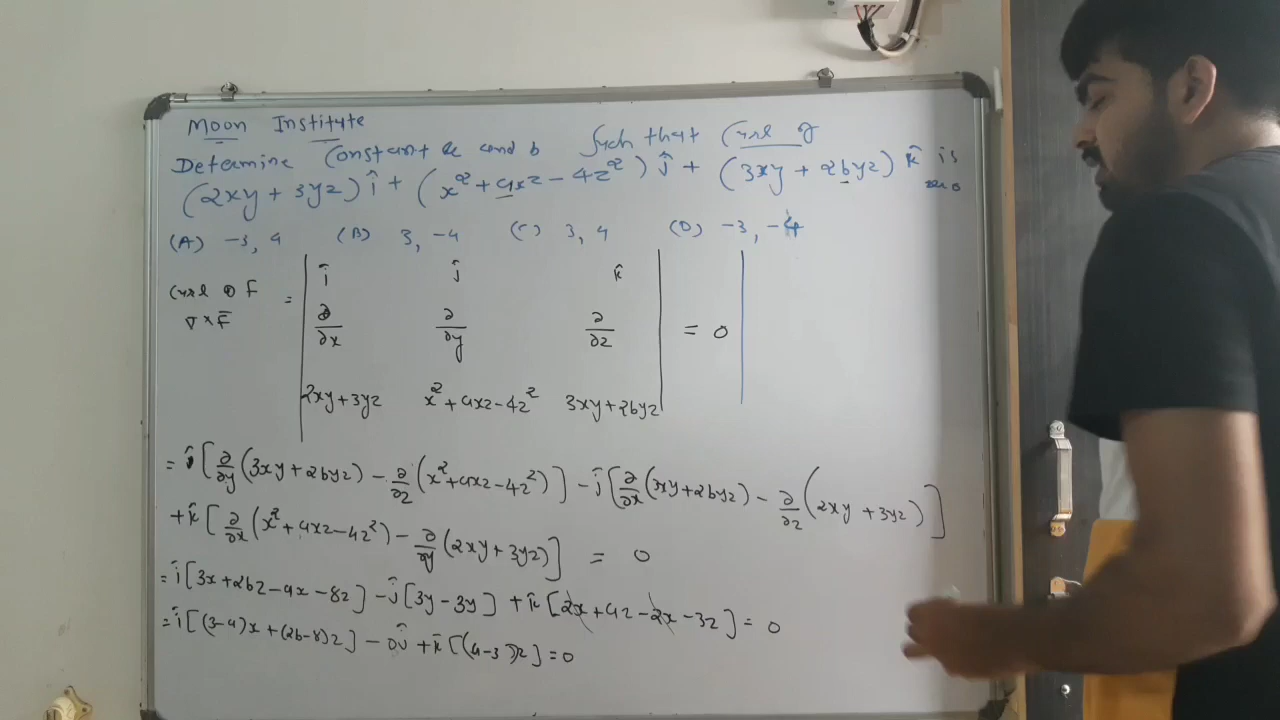 Moon Institute
Determine Constant a and b Such that Curl of
(2xy + 3yz) î + (x² + axz - 4z²) ĵ + (3xy + 2byz) k̂ is zero
(A) -3, 4 (B) 3, -4 (C) 3, 4 (D) -3, -4
Curl of F
∇ × F̄ = | î ĵ k̂ |
∂/∂x ∂/∂y ∂/∂z = 0
2xy+3yz x²+axz-4z² 3xy+2byz
= î [∂/∂y (3xy+2byz) - ∂/∂z (x²+axz-4z²)] - ĵ [∂/∂x (3xy+2byz) - ∂/∂z (2xy+3yz)]
+ k̂ [∂/∂x (x²+axz-4z²) - ∂/∂y (2xy+3yz)] = 0
= î [3x+2bz-ax-8z] - ĵ [3y-3y] + k̂ [2x+az-2x-3z] = 0
= î [(3-a)x+(2b-8)z] - 0ĵ + k̂ [(a-3)z] = 0